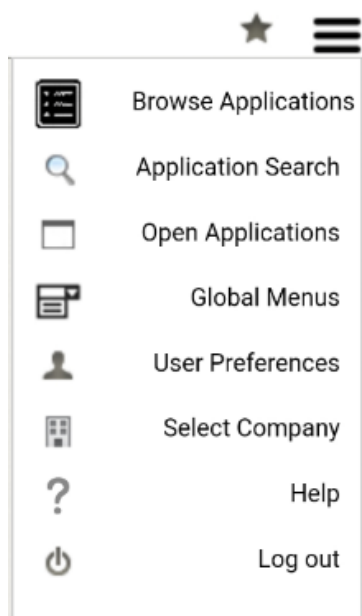 Browse Applications
Application Search
Open Applications
Global Menus
User Preferences
Select Company
Help
Log out